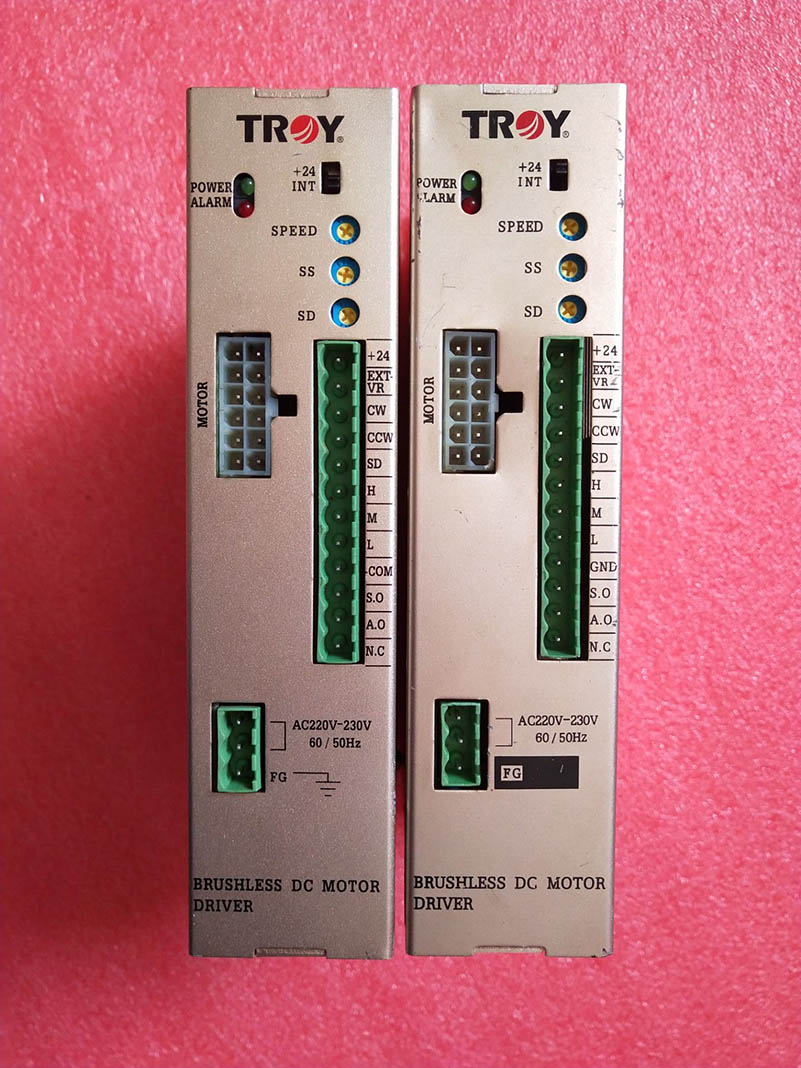 TROY®
+24
INT
POWER
ALARM
SPEED
SS
SD
MOTOR
+24
EXT-
VR
CW
CCW
SD
H
M
L
-COM
S.O
A.O
N.C
AC220V-230V
60/50Hz
FG
BRUSHLESS DC MOTOR
DRIVER
TROY®
+24
INT
POWER
ALARM
SPEED
SS
SD
MOTOR
+24
EXT-
VR
CW
CCW
SD
H
M
L
GND
S.O
A.O
N.C
AC220V-230V
60/50Hz
FG
BRUSHLESS DC MOTOR
DRIVER